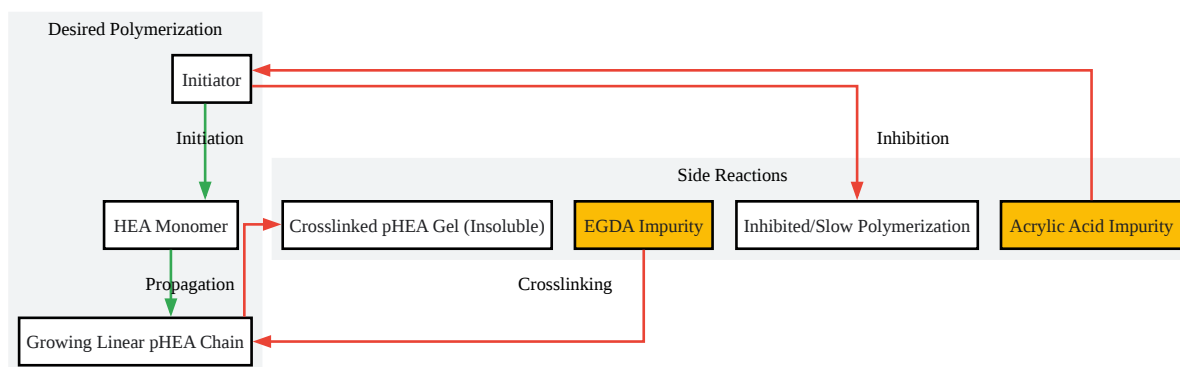 Desired Polymerization
Initiator
Initiation
Inhibition
Side Reactions
HEA Monomer
Crosslinked pHEA Gel (Insoluble)
EGDA Impurity
Inhibited/Slow Polymerization
Acrylic Acid Impurity
Propagation
Crosslinking
Growing Linear pHEA Chain